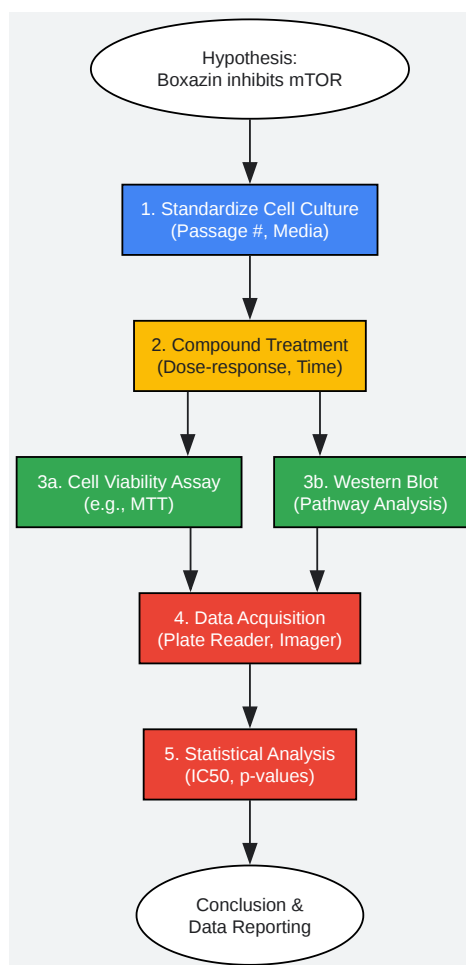 Hypothesis:
Boxazin inhibits mTOR
1. Standardize Cell Culture
(Passage #, Media)
2. Compound Treatment
(Dose-response, Time)
3a. Cell Viability Assay
(e.g., MTT)
3b. Western Blot
(Pathway Analysis)
4. Data Acquisition
(Plate Reader, Imager)
5. Statistical Analysis
(IC50, p-values)
Conclusion &
Data Reporting